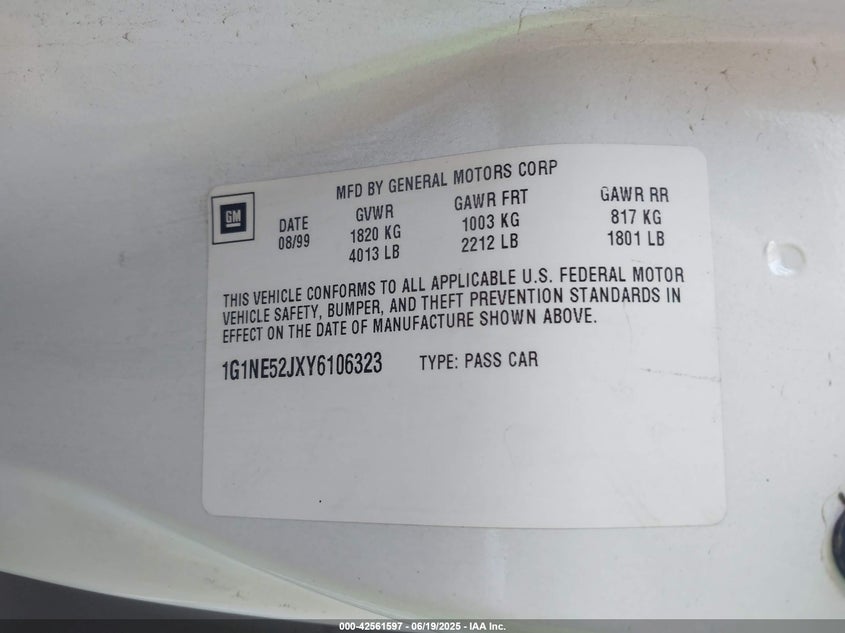 MFD BY GENERAL MOTORS CORP
GM
DATE GVWR GAWR FRT GAWR RR
08/99 1820 KG 1003 KG 817 KG
4013 LB 2212 LB 1801 LB
THIS VEHICLE CONFORMS TO ALL APPLICABLE U.S. FEDERAL MOTOR
VEHICLE SAFETY, BUMPER, AND THEFT PREVENTION STANDARDS IN
EFFECT ON THE DATE OF MANUFACTURE SHOWN ABOVE.
1G1NE52JXY6106323 TYPE: PASS CAR
000-42561597 - 06/19/2025 - IAA Inc.